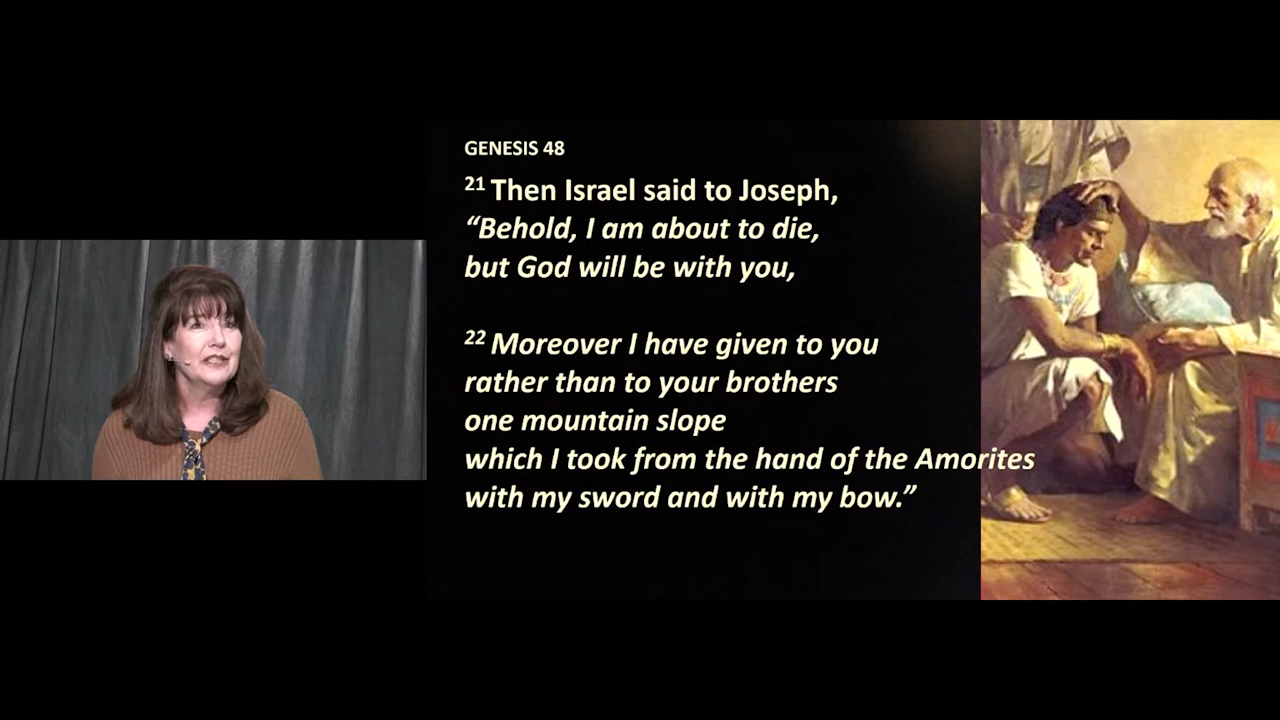 GENESIS 48
21 Then Israel said to Joseph,
“Behold, I am about to die,
but God will be with you,
22 Moreover I have given to you
rather than to your brothers
one mountain slope
which I took from the hand of the Amorites
with my sword and with my bow.”